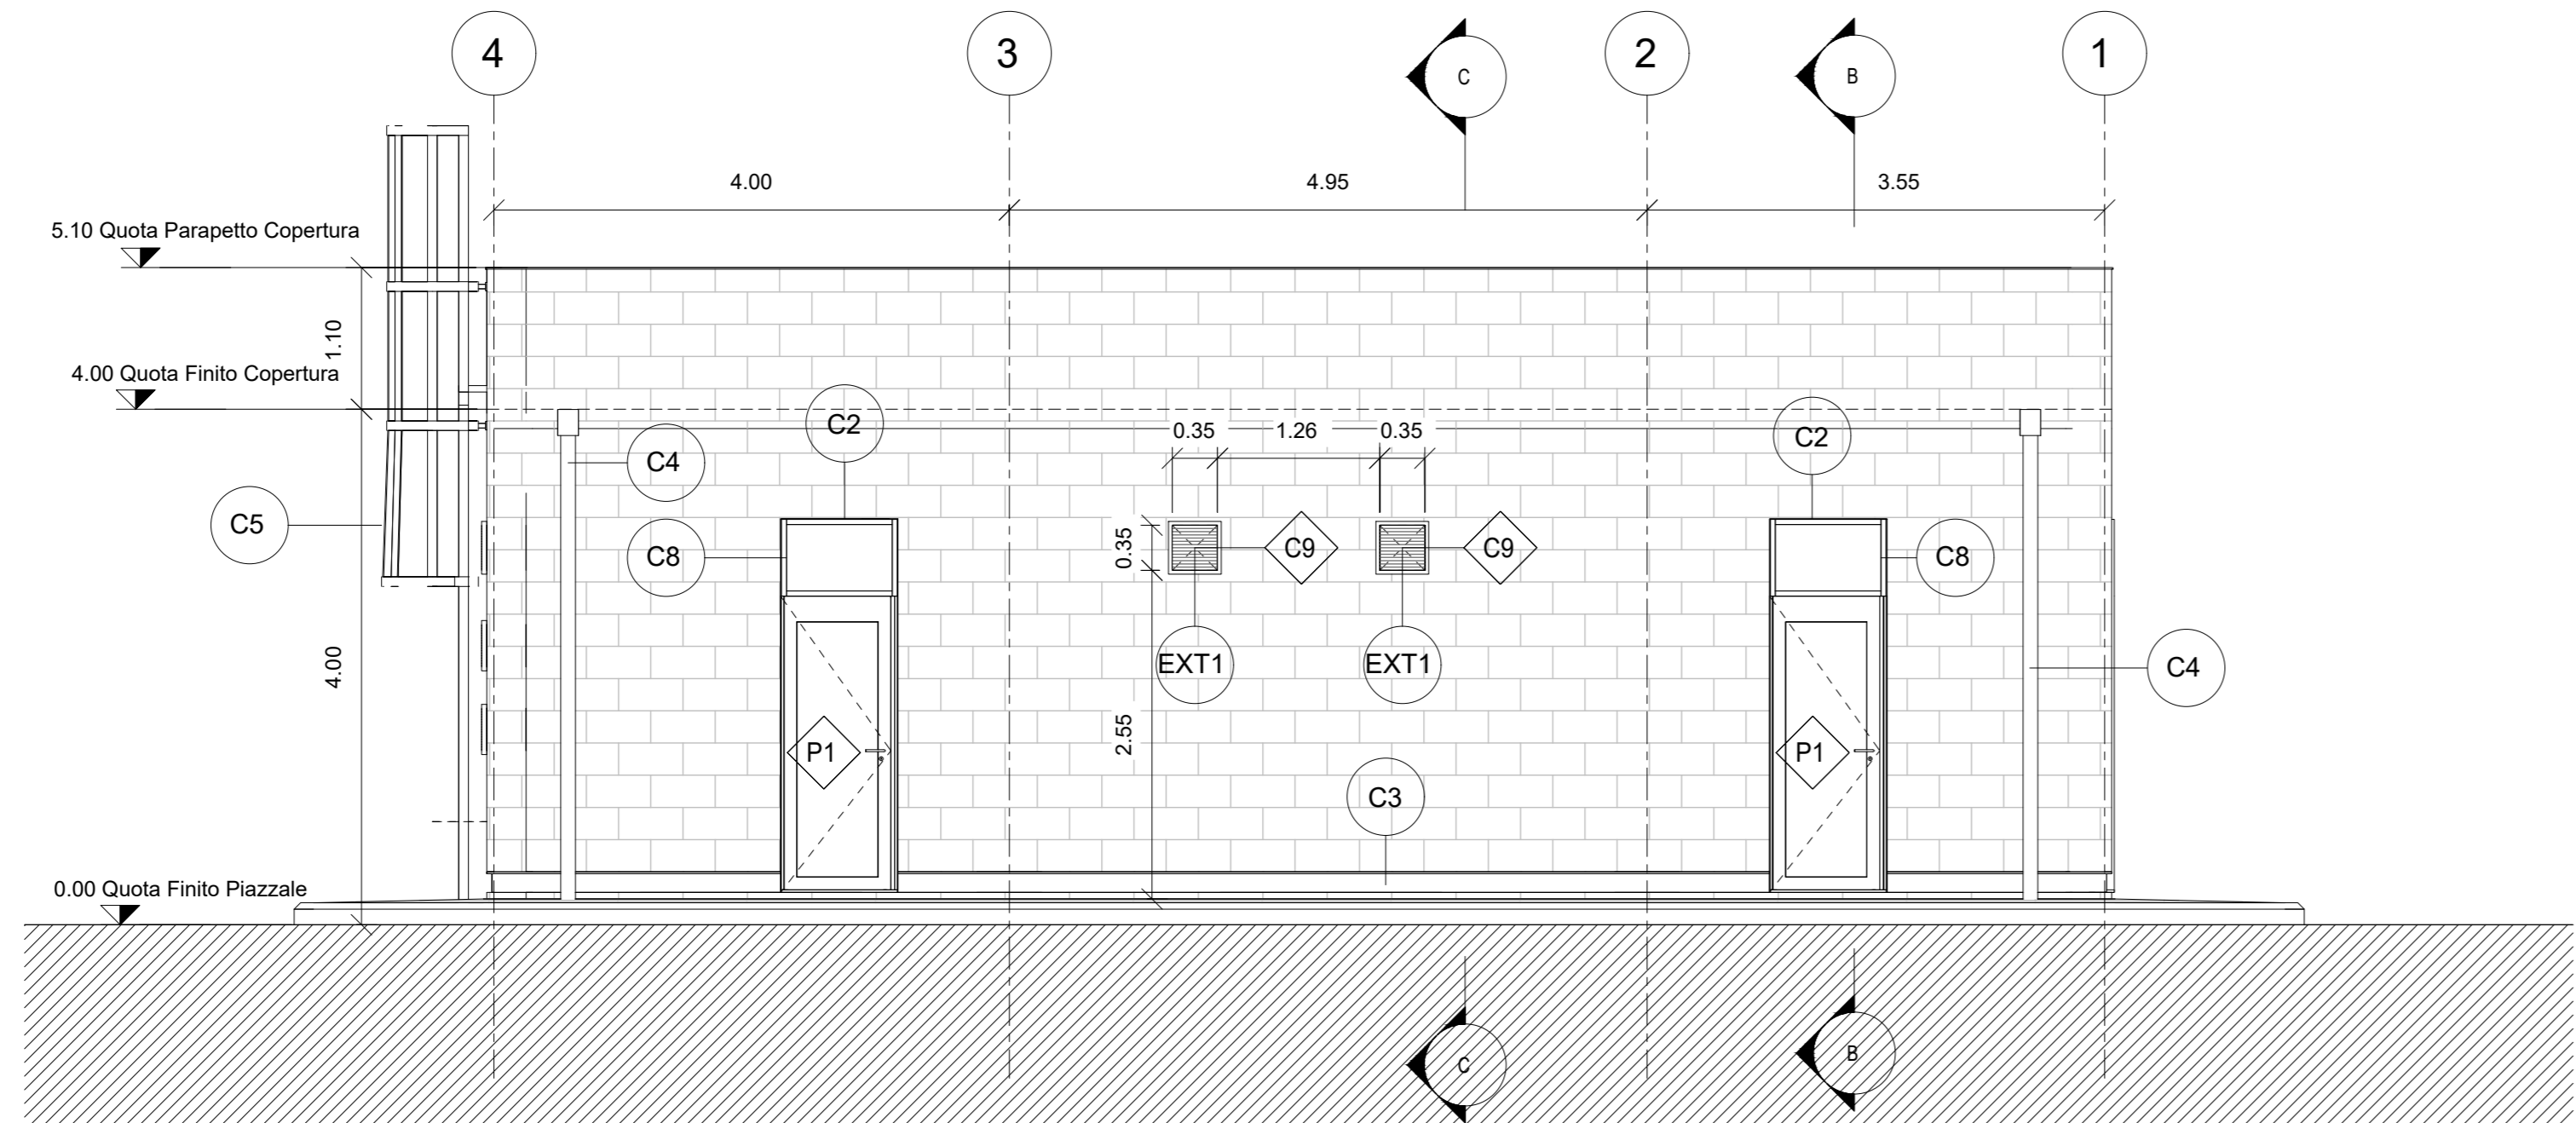 4
3
C
2
B
1
4.00
4.95
3.55
5.10 Quota Parapetto Copertura
1.10
4.00 Quota Finito Copertura
C2
C2
0.35
1.26
0.35
C4
C5
C8
0.35
C9
C9
C8
4.00
EXT1
EXT1
C4
P1
2.55
P1
C3
0.00 Quota Finito Piazzale
C
B